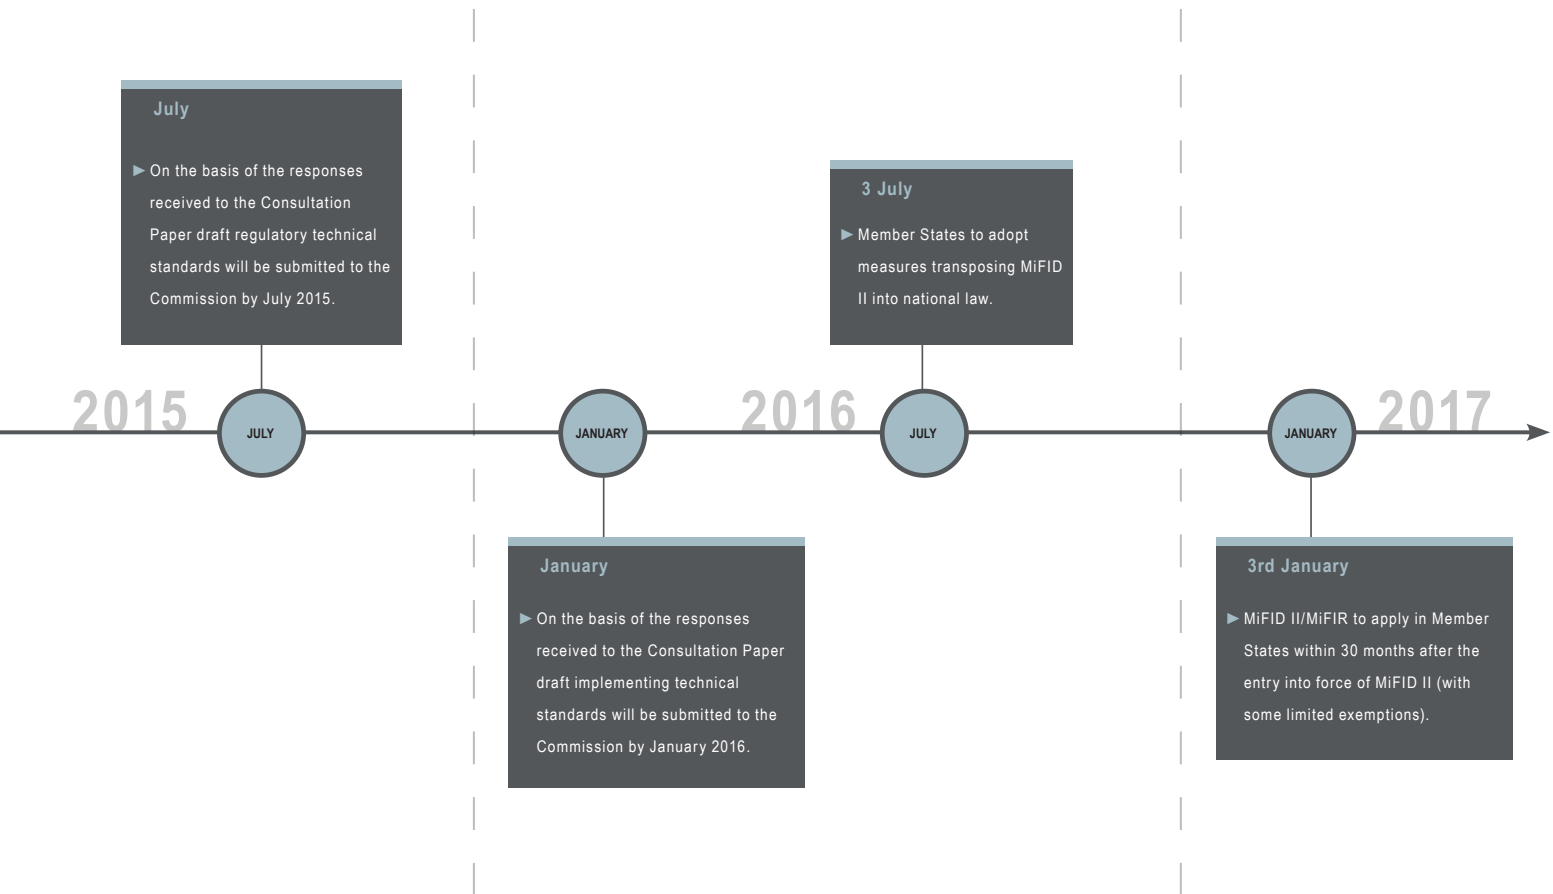 July
► On the basis of the responses
received to the Consultation
Paper draft regulatory technical
standards will be submitted to the
Commission by July 2015.
3 July
► Member States to adopt
measures transposing MiFID
II into national law.
2015
JULY
JANUARY
2016
JULY
JANUARY
2017
January
► On the basis of the responses
received to the Consultation Paper
draft implementing technical
standards will be submitted to the
Commission by January 2016.
3rd January
► MiFID II/MiFIR to apply in Member
States within 30 months after the
entry into force of MiFID II (with
some limited exemptions).